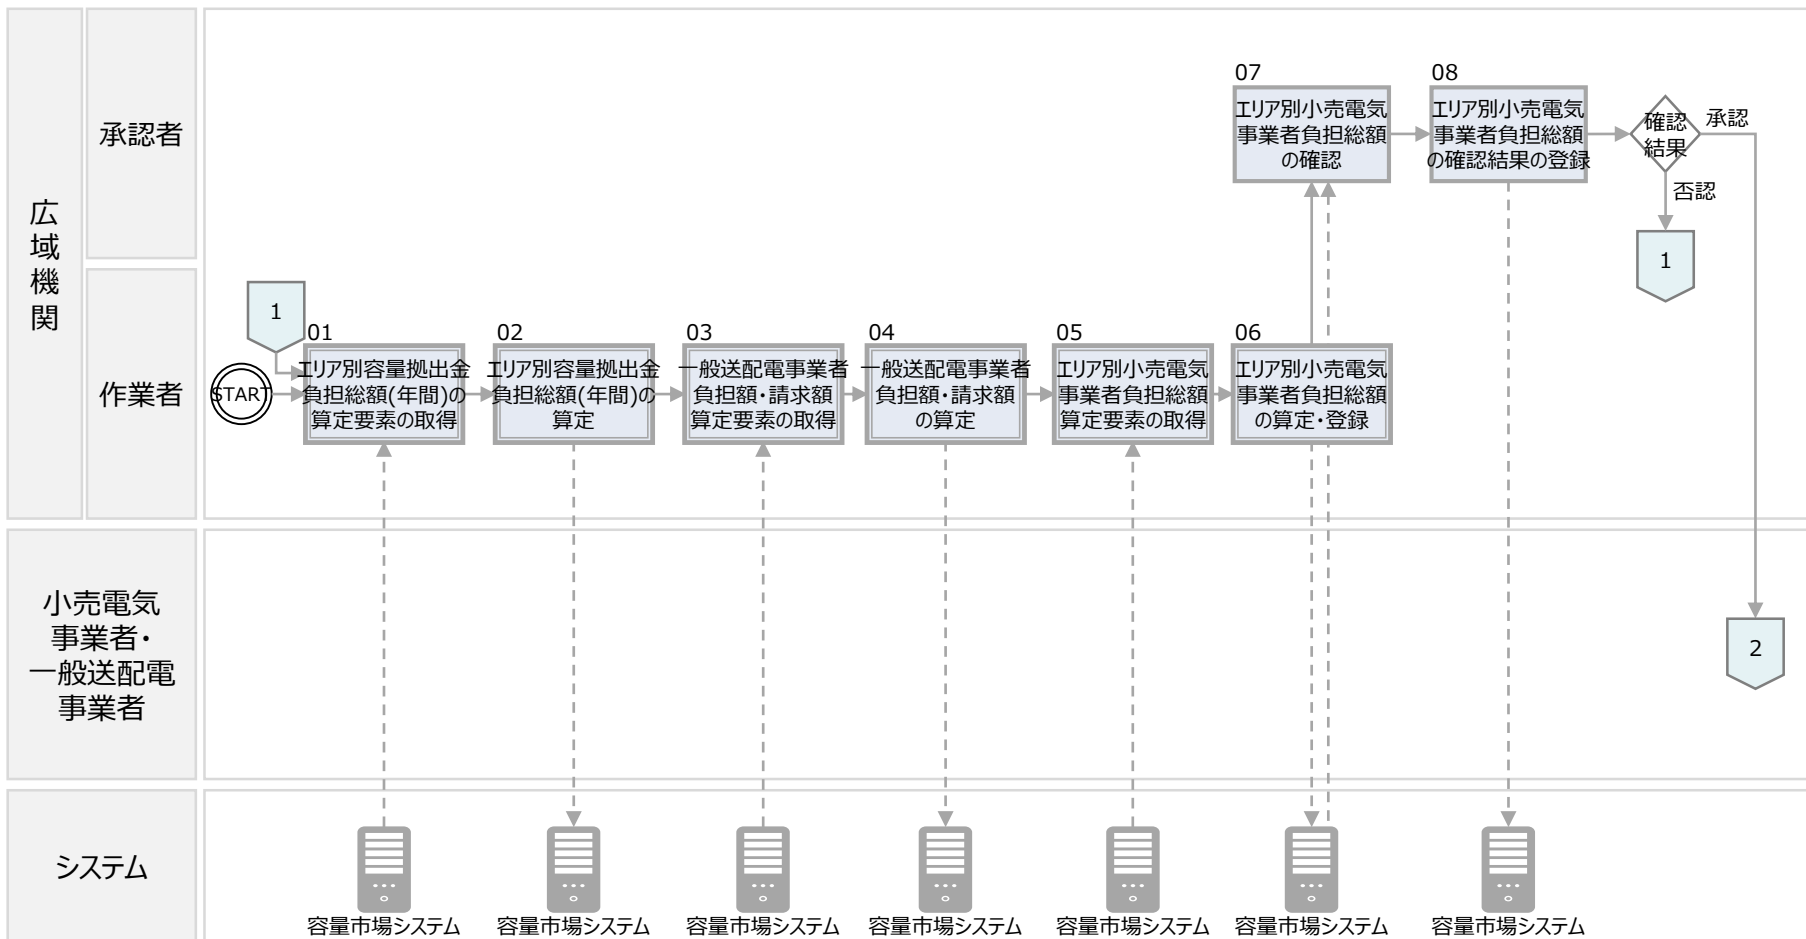 広域機関
承認者
07
エリア別小売電気
事業者負担総額
の確認
08
エリア別小売電気
事業者負担総額
の確認結果の登録
確認
結果
承認
否認
1
作業者
1
START
01
エリア別容量拠出金
負担総額(年間)の
算定要素の取得
02
エリア別容量拠出金
負担総額(年間)の
算定
03
一般送配電事業者
負担額・請求額
算定要素の取得
04
一般送配電事業者
負担額・請求額
の算定
05
エリア別小売電気
事業者負担総額
算定要素の取得
06
エリア別小売電気
事業者負担総額
の算定・登録
小売電気
事業者・
一般送配電
事業者
2
システム
容量市場システム
容量市場システム
容量市場システム
容量市場システム
容量市場システム
容量市場システム
容量市場システム